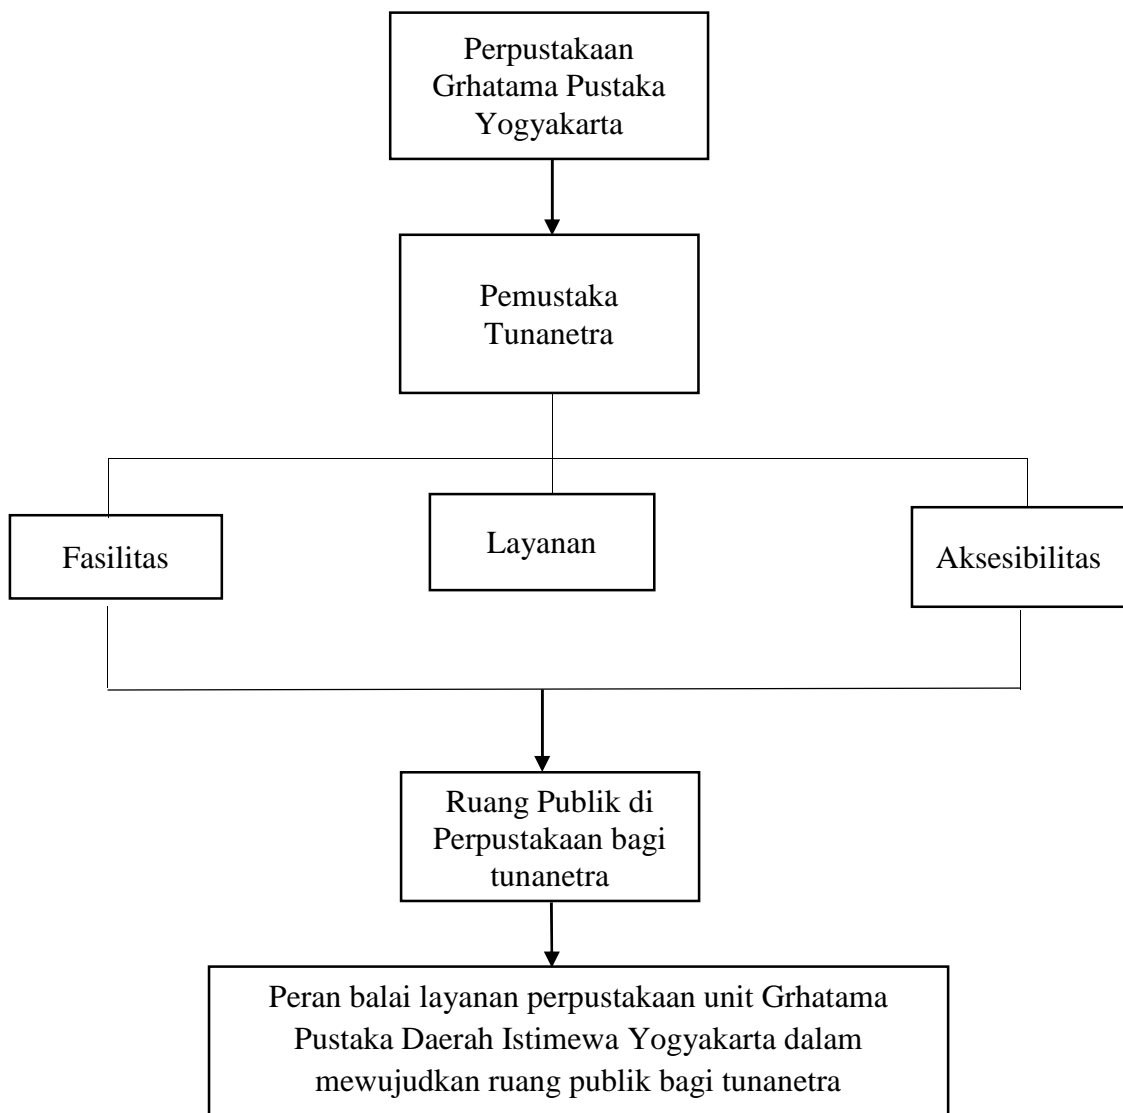 Perpustakaan
Grhatama Pustaka
Yogyakarta
Pemustaka
Tunanetra
Fasilitas
Layanan
Aksesibilitas
Ruang Publik di
Perpustakaan bagi
tunanetra
Peran balai layanan perpustakaan unit Grhatama
Pustaka Daerah Istimewa Yogyakarta dalam
mewujudkan ruang publik bagi tunanetra